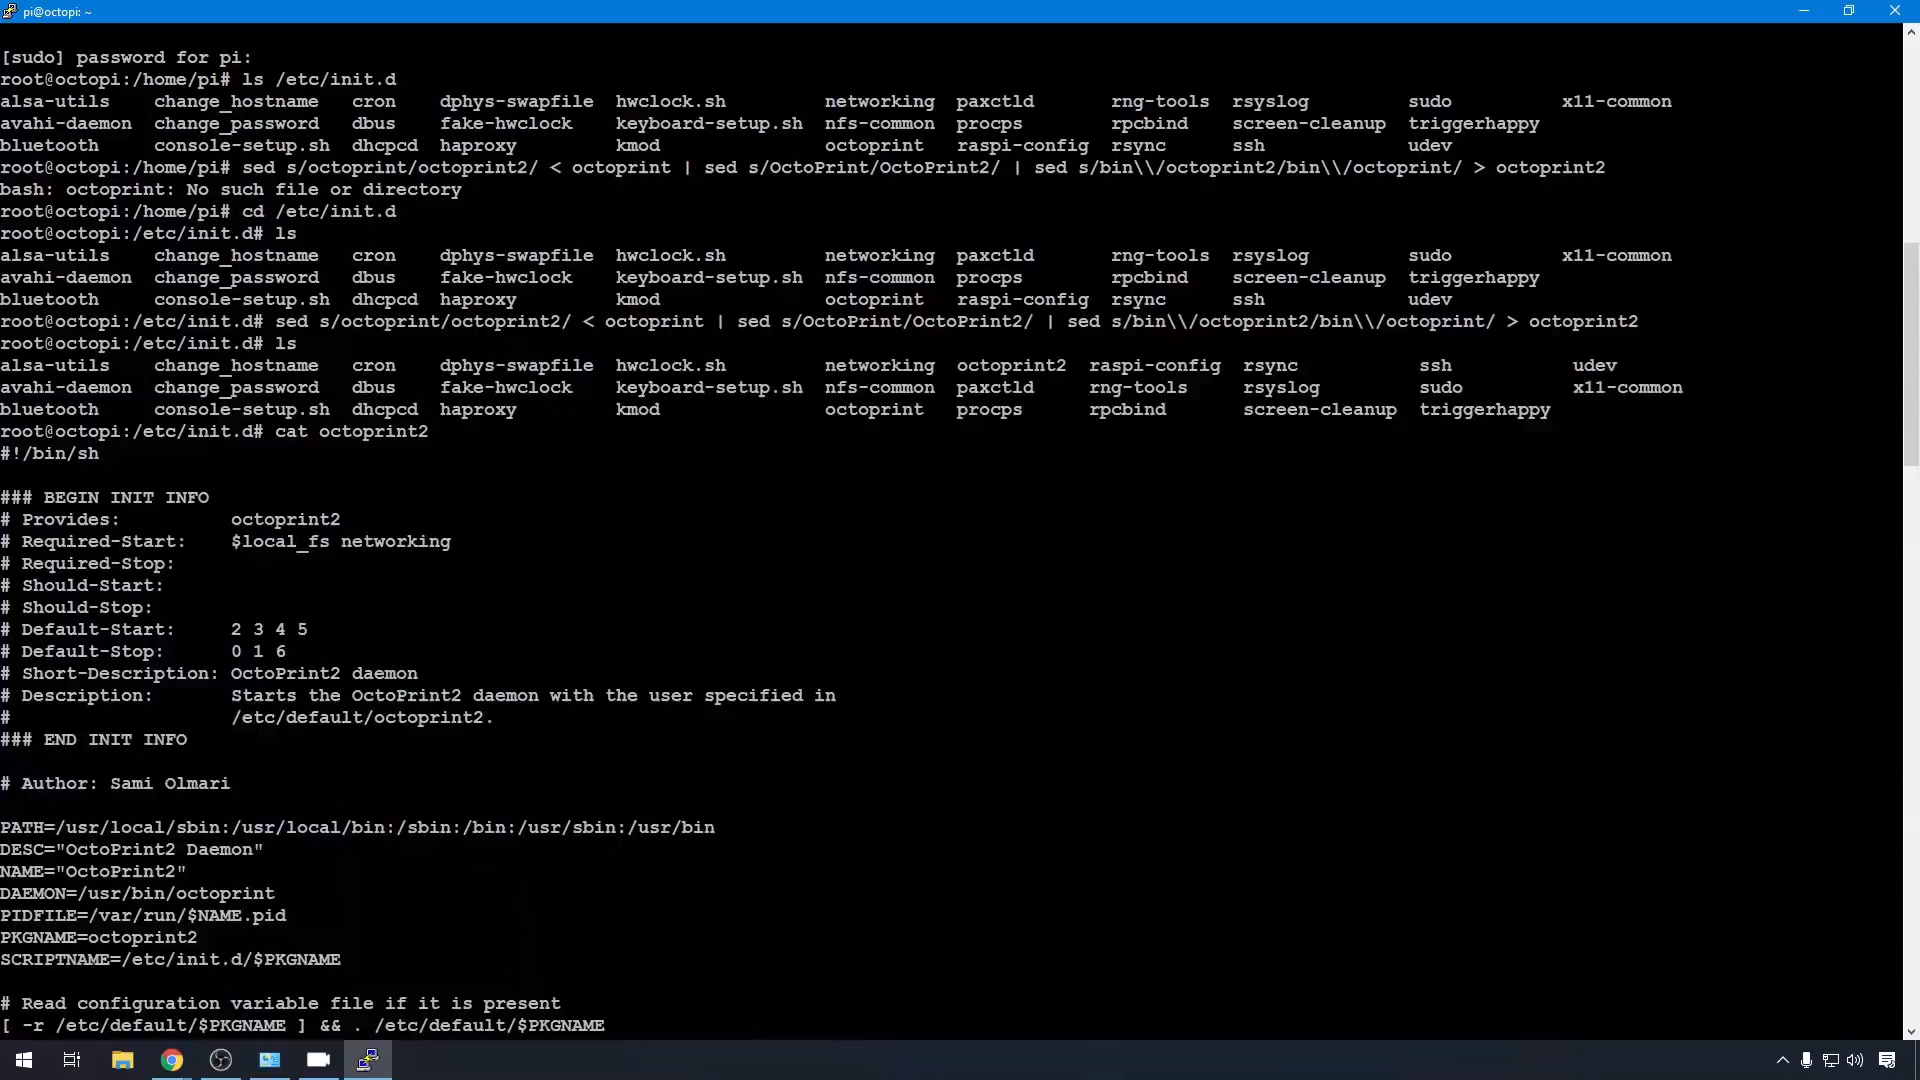 pi@octopi: ~
[sudo] password for pi:
root@octopi:/home/pi# ls /etc/init.d
alsa-utils    change_hostname   cron    dphys-swapfile  hwclock.sh         networking  paxctld       rng-tools  rsyslog         sudo          x11-common
avahi-daemon  change_password   dbus    fake-hwclock    keyboard-setup.sh  nfs-common  procps        rpcbind    screen-cleanup  triggerhappy
bluetooth     console-setup.sh  dhcpcd  haproxy         kmod               octoprint   raspi-config  rsync      ssh             udev
root@octopi:/home/pi# sed s/octoprint/octoprint2/ < octoprint | sed s/OctoPrint/OctoPrint2/ | sed s/bin\\/octoprint2/bin\\/octoprint/ > octoprint2
bash: octoprint: No such file or directory
root@octopi:/home/pi# cd /etc/init.d
root@octopi:/etc/init.d# ls
alsa-utils    change_hostname   cron    dphys-swapfile  hwclock.sh         networking  paxctld       rng-tools  rsyslog         sudo          x11-common
avahi-daemon  change_password   dbus    fake-hwclock    keyboard-setup.sh  nfs-common  procps        rpcbind    screen-cleanup  triggerhappy
bluetooth     console-setup.sh  dhcpcd  haproxy         kmod               octoprint   raspi-config  rsync      ssh             udev
root@octopi:/etc/init.d# sed s/octoprint/octoprint2/ < octoprint | sed s/OctoPrint/OctoPrint2/ | sed s/bin\\/octoprint2/bin\\/octoprint/ > octoprint2
root@octopi:/etc/init.d# ls
alsa-utils    change_hostname   cron    dphys-swapfile  hwclock.sh         networking  octoprint2  raspi-config  rsync           ssh           udev
avahi-daemon  change_password   dbus    fake-hwclock    keyboard-setup.sh  nfs-common  paxctld     rng-tools     rsyslog         sudo          x11-common
bluetooth     console-setup.sh  dhcpcd  haproxy         kmod               octoprint   procps      rpcbind       screen-cleanup  triggerhappy
root@octopi:/etc/init.d# cat octoprint2
#!/bin/sh
### BEGIN INIT INFO
# Provides:          octoprint2
# Required-Start:    $local_fs networking
# Required-Stop:
# Should-Start:
# Should-Stop:
# Default-Start:     2 3 4 5
# Default-Stop:      0 1 6
# Short-Description: OctoPrint2 daemon
# Description:       Starts the OctoPrint2 daemon with the user specified in
#                    /etc/default/octoprint2.
### END INIT INFO
# Author: Sami Olmari
PATH=/usr/local/sbin:/usr/local/bin:/sbin:/bin:/usr/sbin:/usr/bin
DESC="OctoPrint2 Daemon"
NAME="OctoPrint2"
DAEMON=/usr/bin/octoprint
PIDFILE=/var/run/$NAME.pid
PKGNAME=octoprint2
SCRIPTNAME=/etc/init.d/$PKGNAME
# Read configuration variable file if it is present
[ -r /etc/default/$PKGNAME ] && . /etc/default/$PKGNAME